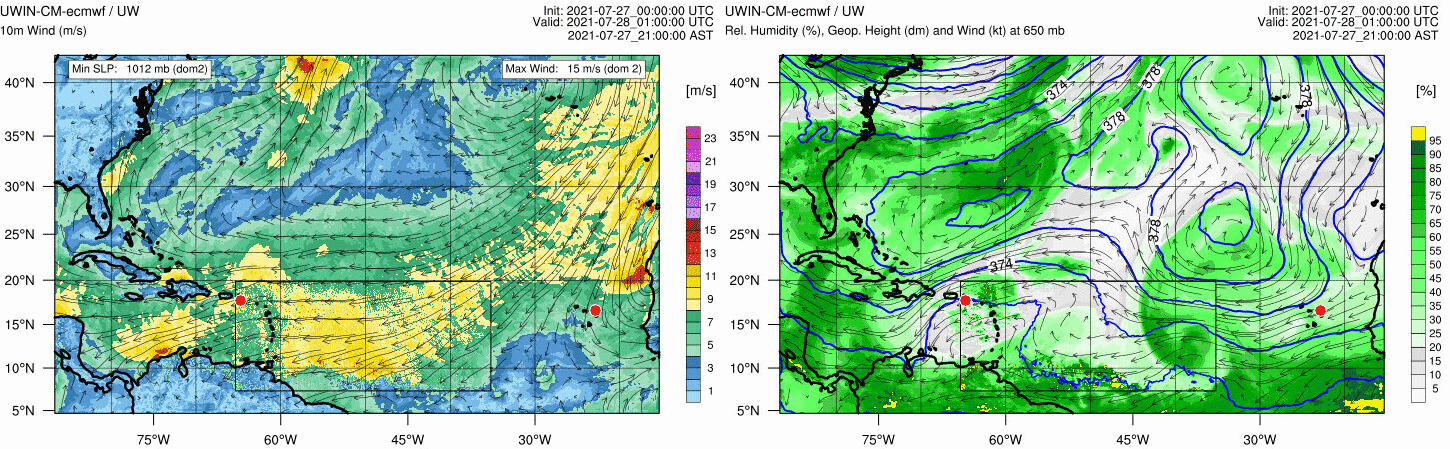 UWIN-CM-ecmwf / UW
Init: 2021-07-27_00:00:00 UTC
Valid: 2021-07-28_01:00:00 UTC
10m Wind (m/s)
2021-07-27_21:00:00 AST
Min SLP: 1012 mb (dom2)
Max Wind: 15 m/s (dom 2)
[m/s]
40°N
35°N
30°N
25°N
20°N
15°N
10°N
5°N
75°W
60°W
45°W
30°W
23
21
19
17
15
13
11
9
7
5
3
1
UWIN-CM-ecmwf / UW
Init: 2021-07-27_00:00:00 UTC
Valid: 2021-07-28_01:00:00 UTC
Rel. Humidity (%), Geop. Height (dm) and Wind (kt) at 650 mb
2021-07-27_21:00:00 AST
[%]
374
378
378
378
378
374
40°N
35°N
30°N
25°N
20°N
15°N
10°N
5°N
75°W
60°W
45°W
30°W
95
90
85
80
75
70
65
60
55
50
45
40
35
30
25
20
15
10
5